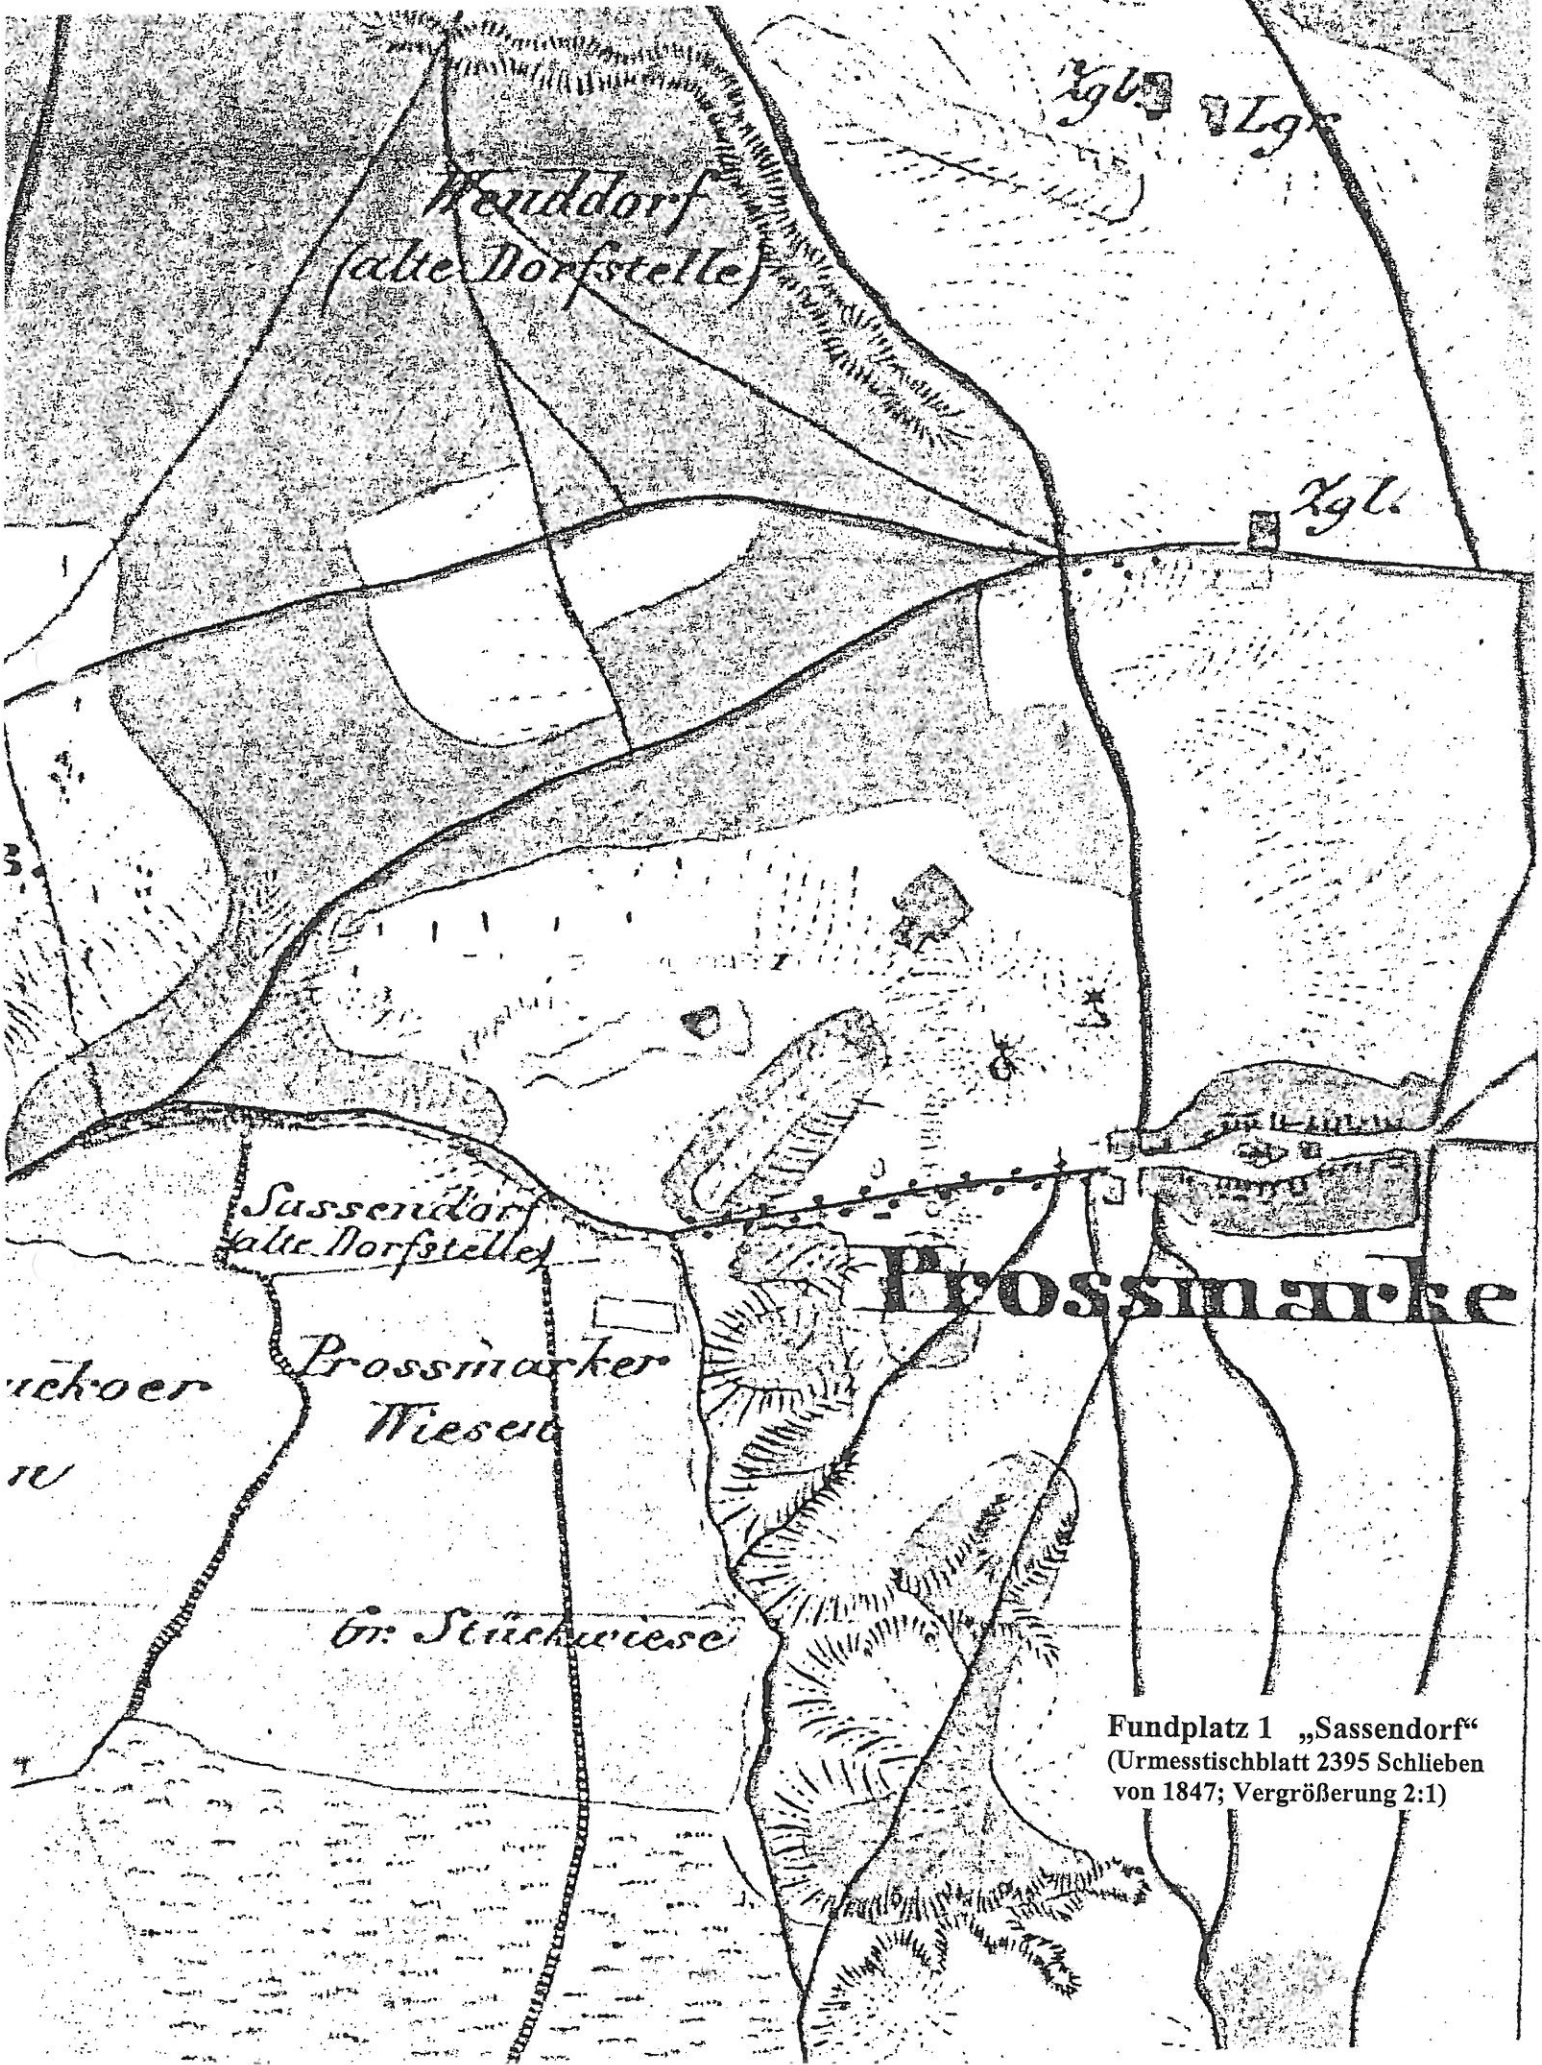 Zgl.
Lgr
Wenddorf
(alte Dorfstelle)
Zgl.
Sassendorf
(alte Dorfstelle)
Prossmarke
Prossmarker
Wiesen
Gr. Stückwiese
Fundplatz 1 „Sassendorf“
(Urmesstischblatt 2395 Schlieben
von 1847; Vergrößerung 2:1)